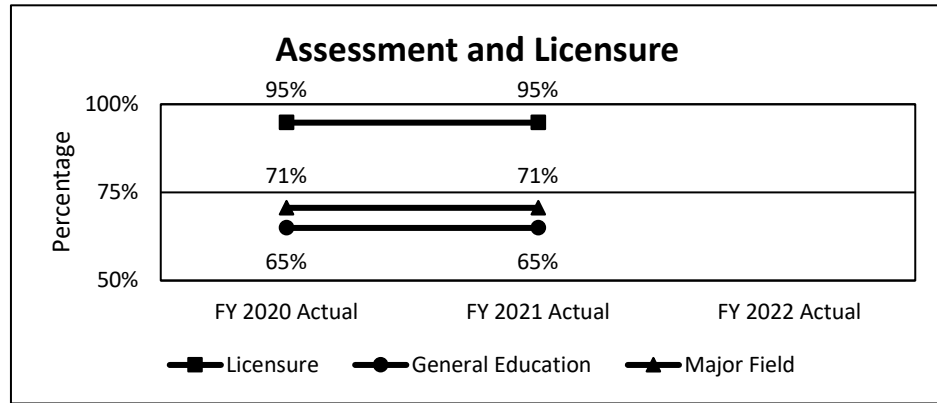 Assessment and Licensure
95% 95%
100%
71% 71%
75%
65% 65%
50%
Percentage
FY 2020 Actual FY 2021 Actual FY 2022 Actual
Licensure General Education Major Field